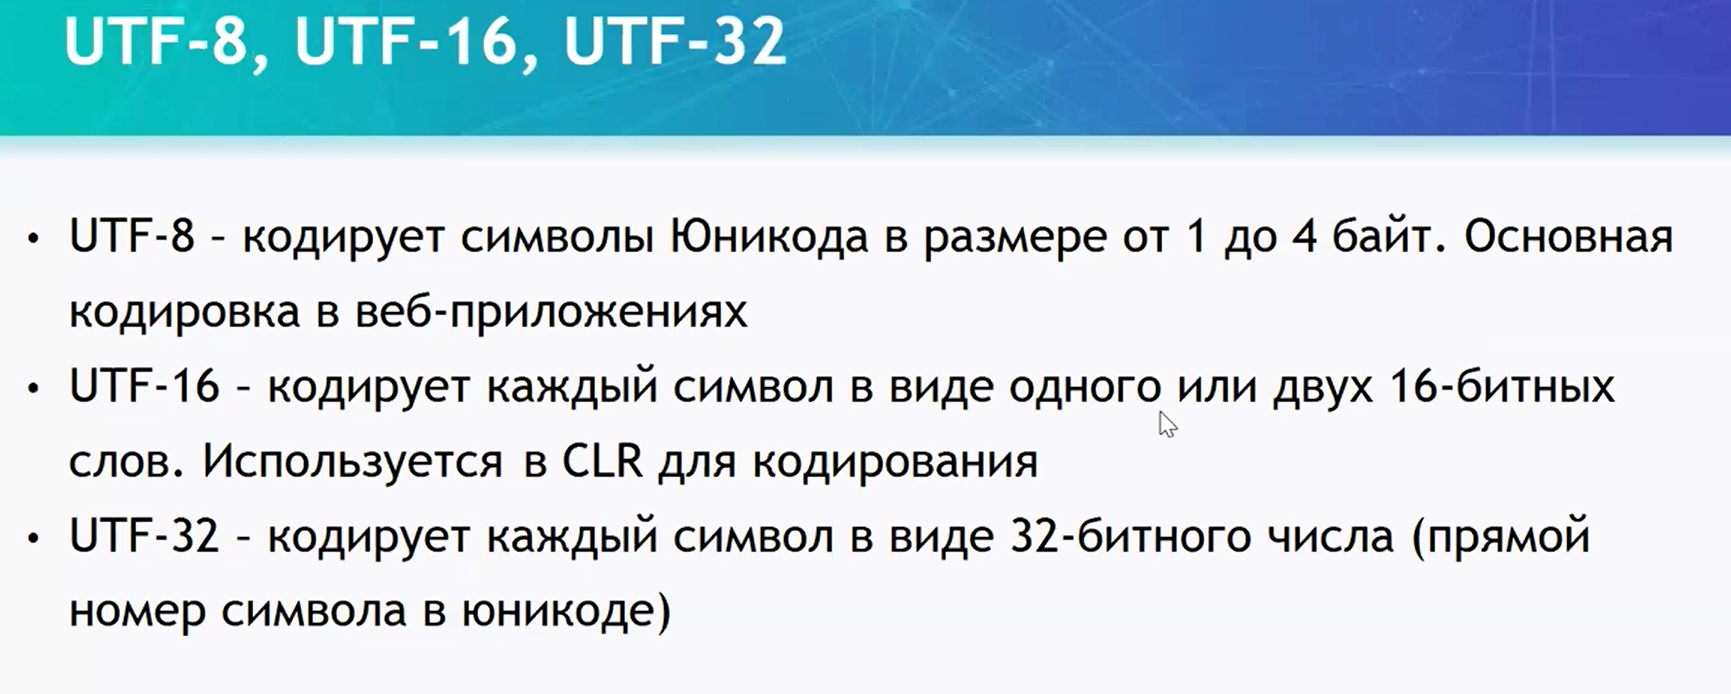 UTF-8, UTF-16, UTF-32
• UTF-8 – кодирует символы Юникода в размере от 1 до 4 байт. Основная
кодировка в веб-приложениях
• UTF-16 – кодирует каждый символ в виде одного или двух 16-битных
слов. Используется в CLR для кодирования
• UTF-32 – кодирует каждый символ в виде 32-битного числа (прямой
номер символа в юникоде)